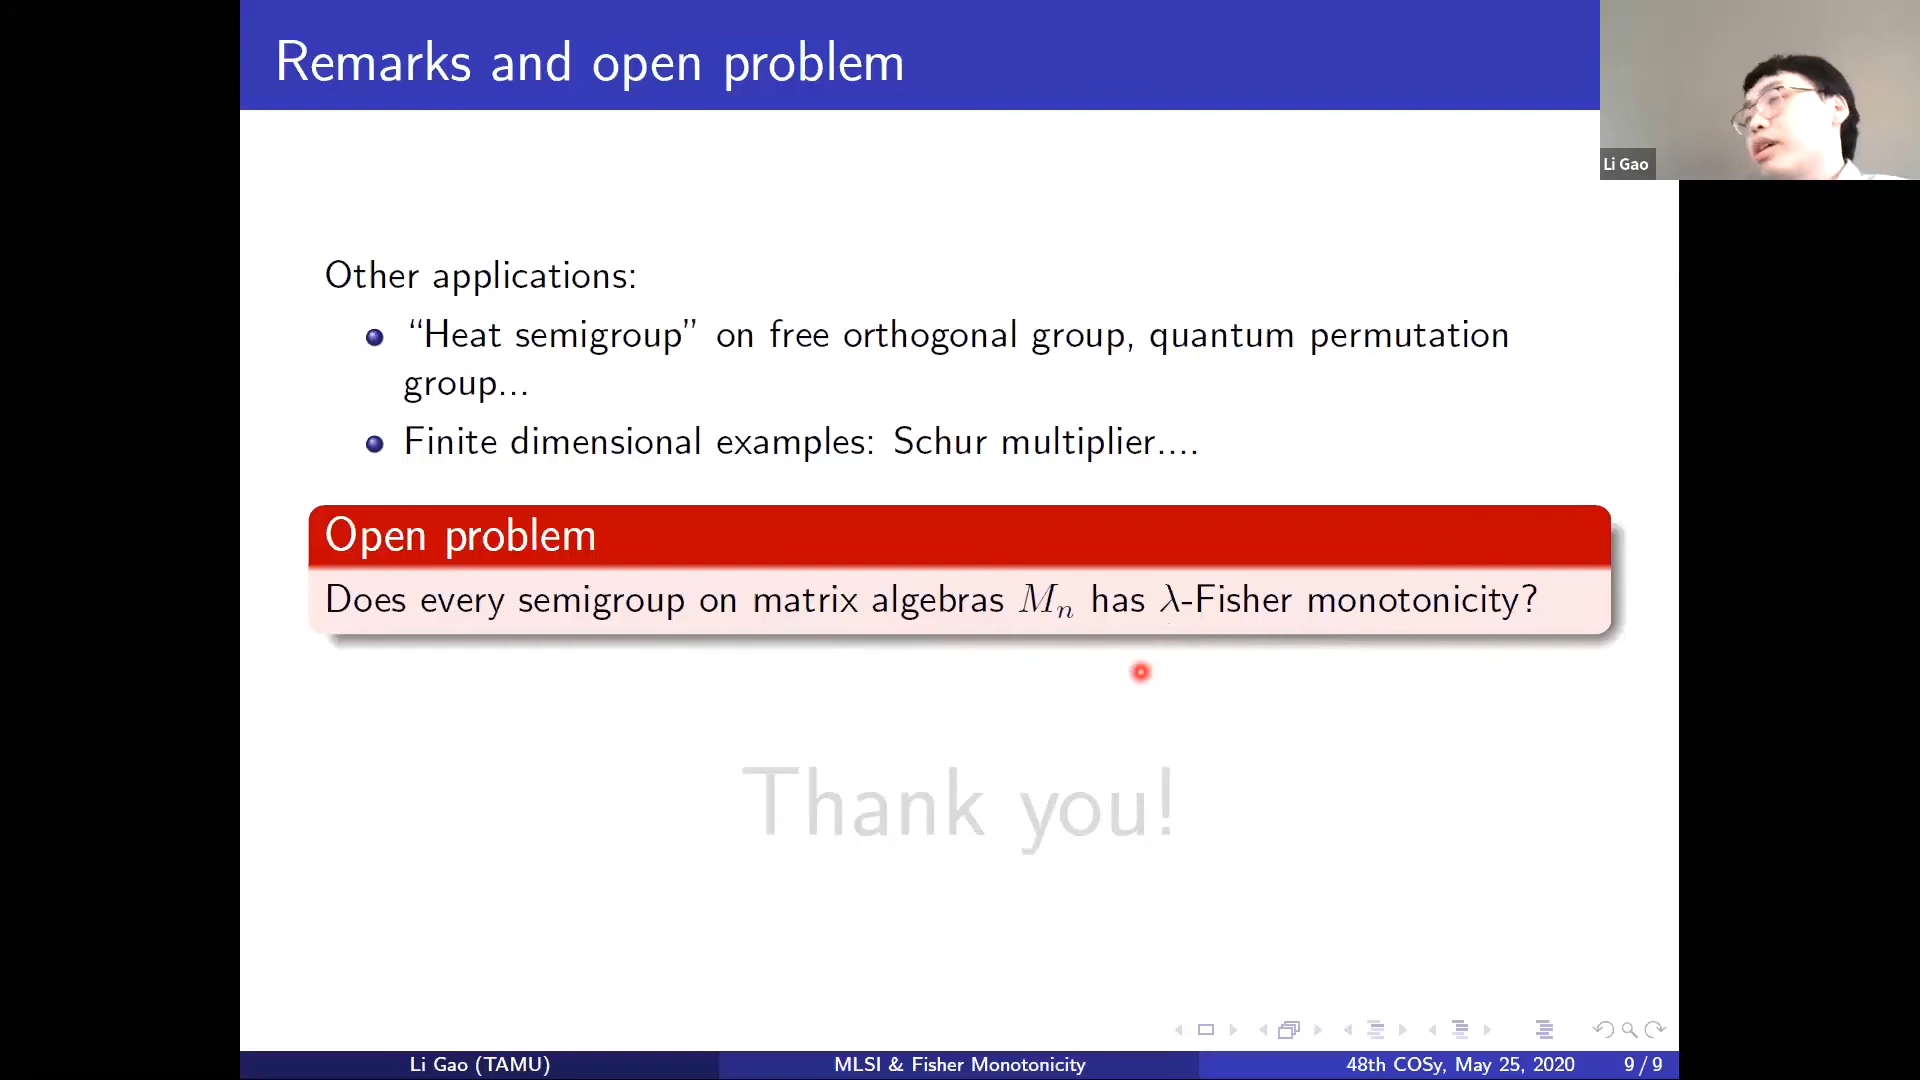 Remarks and open problem
Li Gao
Other applications:
“Heat semigroup” on free orthogonal group, quantum permutation
group...
Finite dimensional examples: Schur multiplier....
Open problem
Does every semigroup on matrix algebras Mₙ has λ-Fisher monotonicity?
Thank you!
Li Gao (TAMU)
MLSI & Fisher Monotonicity
48th COSy, May 25, 2020
9 / 9